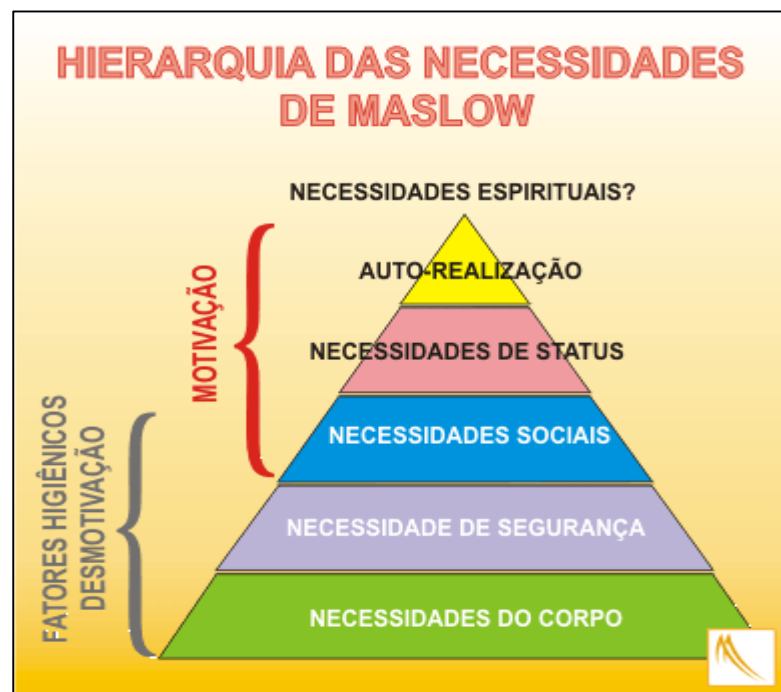 HIERARQUIA DAS NECESSIDADES
DE MASLOW
NECESSIDADES ESPIRITUAIS?
AUTO-REALIZAÇÃO
NECESSIDADES DE STATUS
NECESSIDADES SOCIAIS
NECESSIDADE DE SEGURANÇA
NECESSIDADES DO CORPO
MOTIVAÇÃO
FATORES HIGIÊNICOS
DESMOTIVAÇÃO